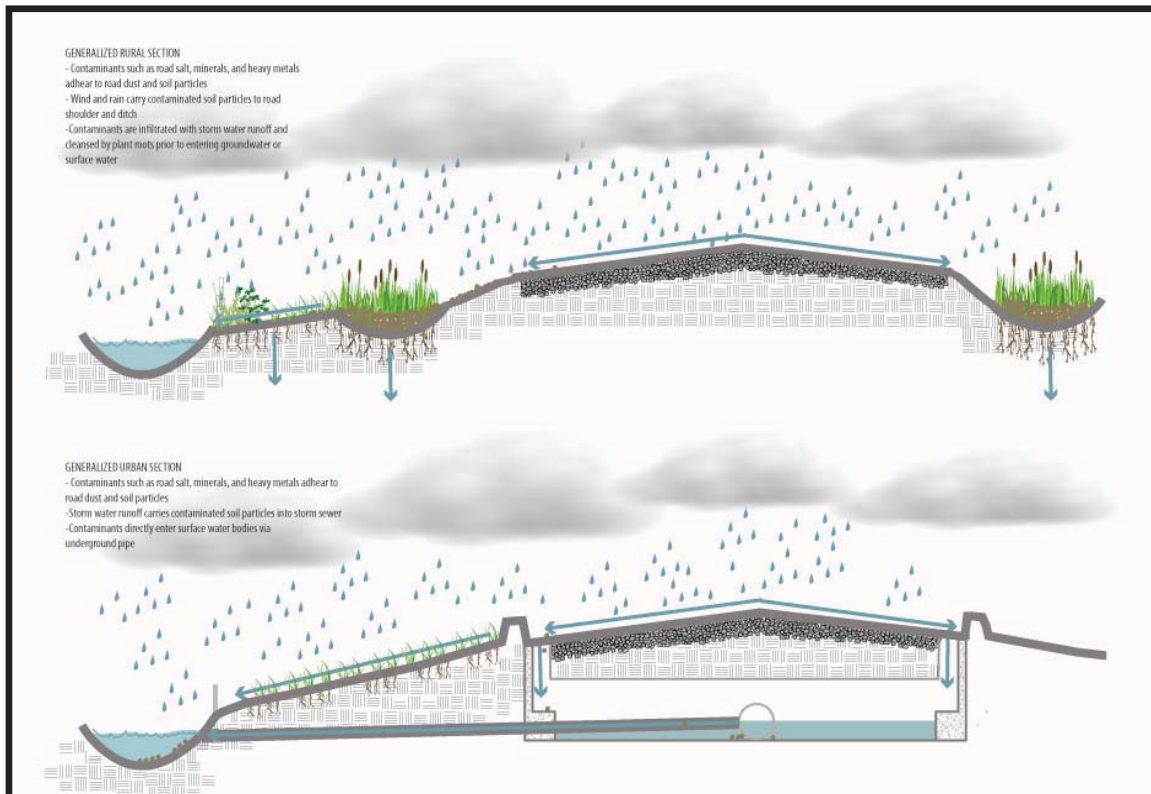 GENERALIZED RURAL SECTION
- Contaminants such as road salt, minerals, and heavy metals
adhear to road dust and soil particles
- Wind and rain carry contaminated soil particles to road
shoulder and ditch
-Contaminants are infiltrated with storm water runoff and
cleansed by plant roots prior to entering groundwater or
surface water
GENERALIZED URBAN SECTION
- Contaminants such as road salt, minerals, and heavy metals adhear to
road dust and soil particles
-Storm water runoff carries contaminated soil particles into storm sewer
-Contaminants directly enter surface water bodies via
underground pipe